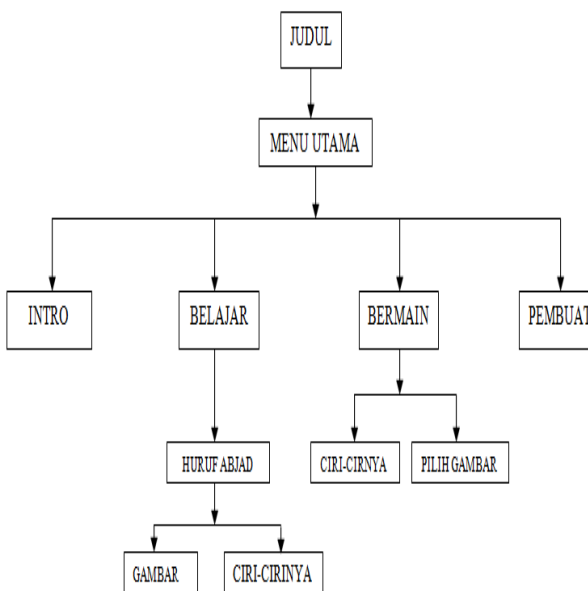 JUDUL
MENU UTAMA
INTRO
BELAJAR
BERMAIN
PEMBUAT
HURUF ABJAD
CIRI-CIRNYA
PILIH GAMBAR
GAMBAR
CIRI-CIRINYA